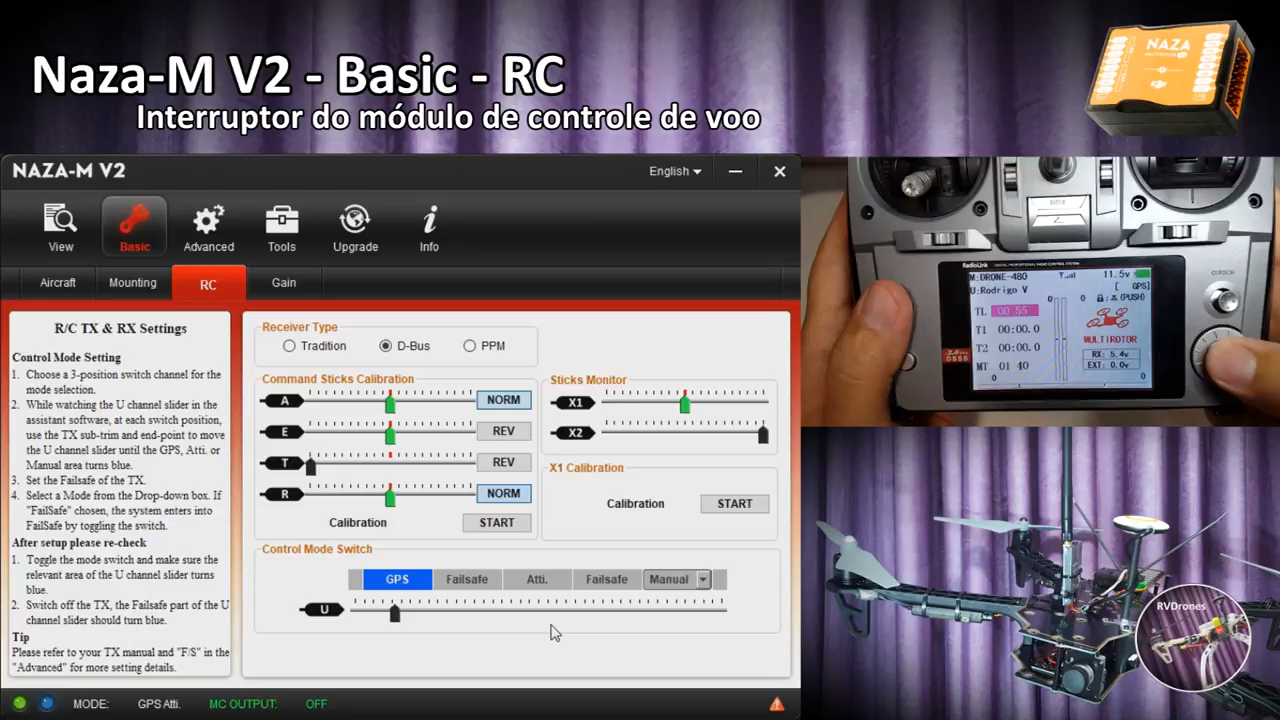 Naza-M V2 - Basic - RC
Interruptor do módulo de controle de voo
NAZA
NAZA-M V2
English
View
Basic
Advanced
Tools
Upgrade
Info
Aircraft
Mounting
RC
Gain
R/C TX & RX Settings
Control Mode Setting
1. Choose a 3-position switch channel for the
mode selection.
2. While watching the U channel slider in the
assistant software, at each switch position,
use the TX sub-trim and end-point to move
the U channel slider until the GPS, Atti. or
Manual area turns blue.
3. Set the Failsafe of the TX.
4. Select a Mode from the Drop-down box. If
"FailSafe" chosen, the system enters into
FailSafe by toggling the switch.
After setup please re-check
1. Toggle the mode switch and make sure the
relevant area of the U channel slider turns
blue.
2. Switch off the TX, the Failsafe part of the U
channel slider should turn blue.
Tip
Please refer to your TX manual and "F/S" in the
"Advanced" for more setting details.
Receiver Type
Tradition
D-Bus
PPM
Command Sticks Calibration
A
NORM
E
REV
T
REV
R
NORM
Calibration
START
Sticks Monitor
X1
X2
X1 Calibration
Calibration
START
Control Mode Switch
GPS
Failsafe
Atti.
Failsafe
Manual
U
MODE:
GPS Atti.
MC OUTPUT:
OFF
RadioLink
CURSOR
M:DRONE-480
11.5v
U:Rodrigo V
[ GPS]
0
0
(PUSH)
TL 00 55
T1 00:00.0
T2 00:00.0
MT 01 40
MULTIROTOR
RX: 5.4v
EXT: 0.0v
0
0
RVDrones